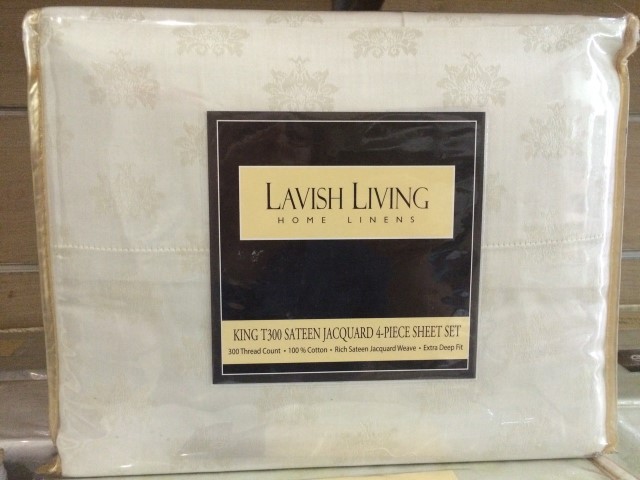 LAVISH LIVING
HOME LINENS
KING T300 SATEEN JACQUARD 4-PIECE SHEET SET
300 Thread Count • 100 % Cotton • Rich Sateen Jacquard Weave • Extra Deep Fit